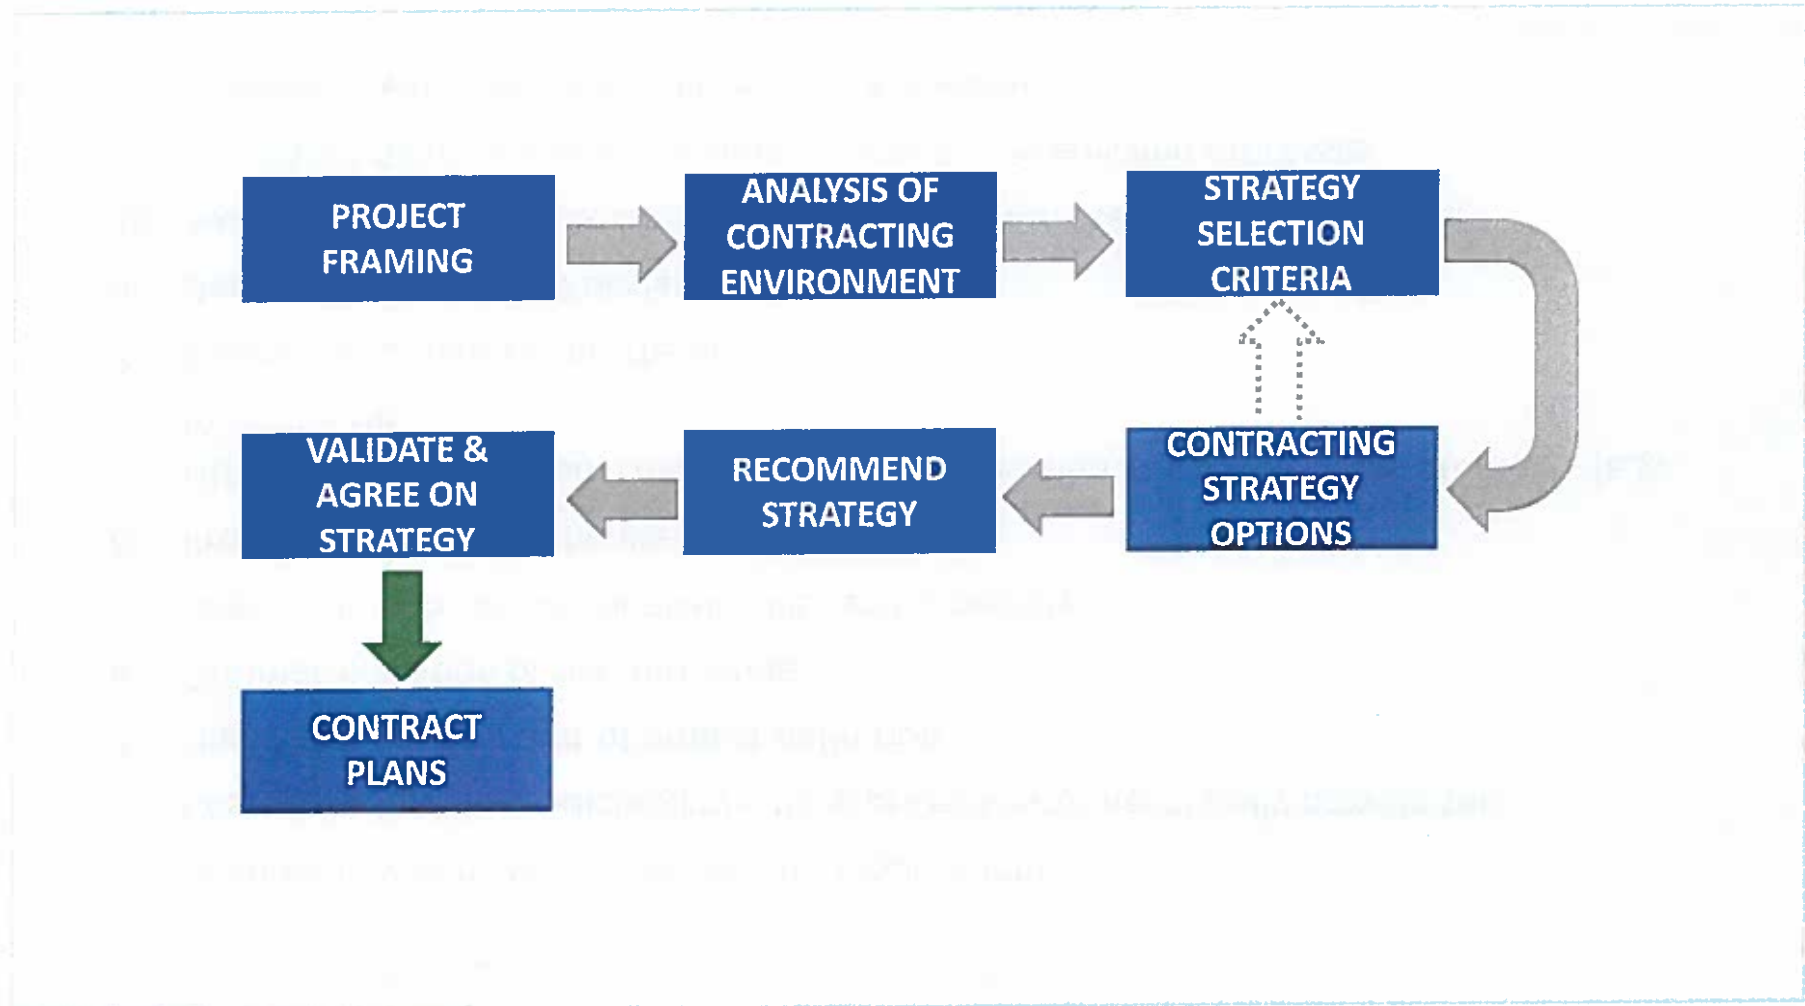 PROJECT
FRAMING
ANALYSIS OF
CONTRACTING
ENVIRONMENT
STRATEGY
SELECTION
CRITERIA
CONTRACTING
STRATEGY
OPTIONS
RECOMMEND
STRATEGY
VALIDATE &
AGREE ON
STRATEGY
CONTRACT
PLANS